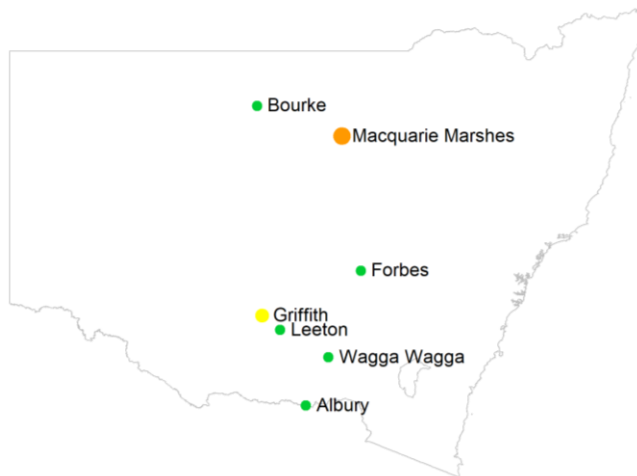 Bourke
Macquarie Marshes
Forbes
Griffith
Leeton
Wagga Wagga
Albury